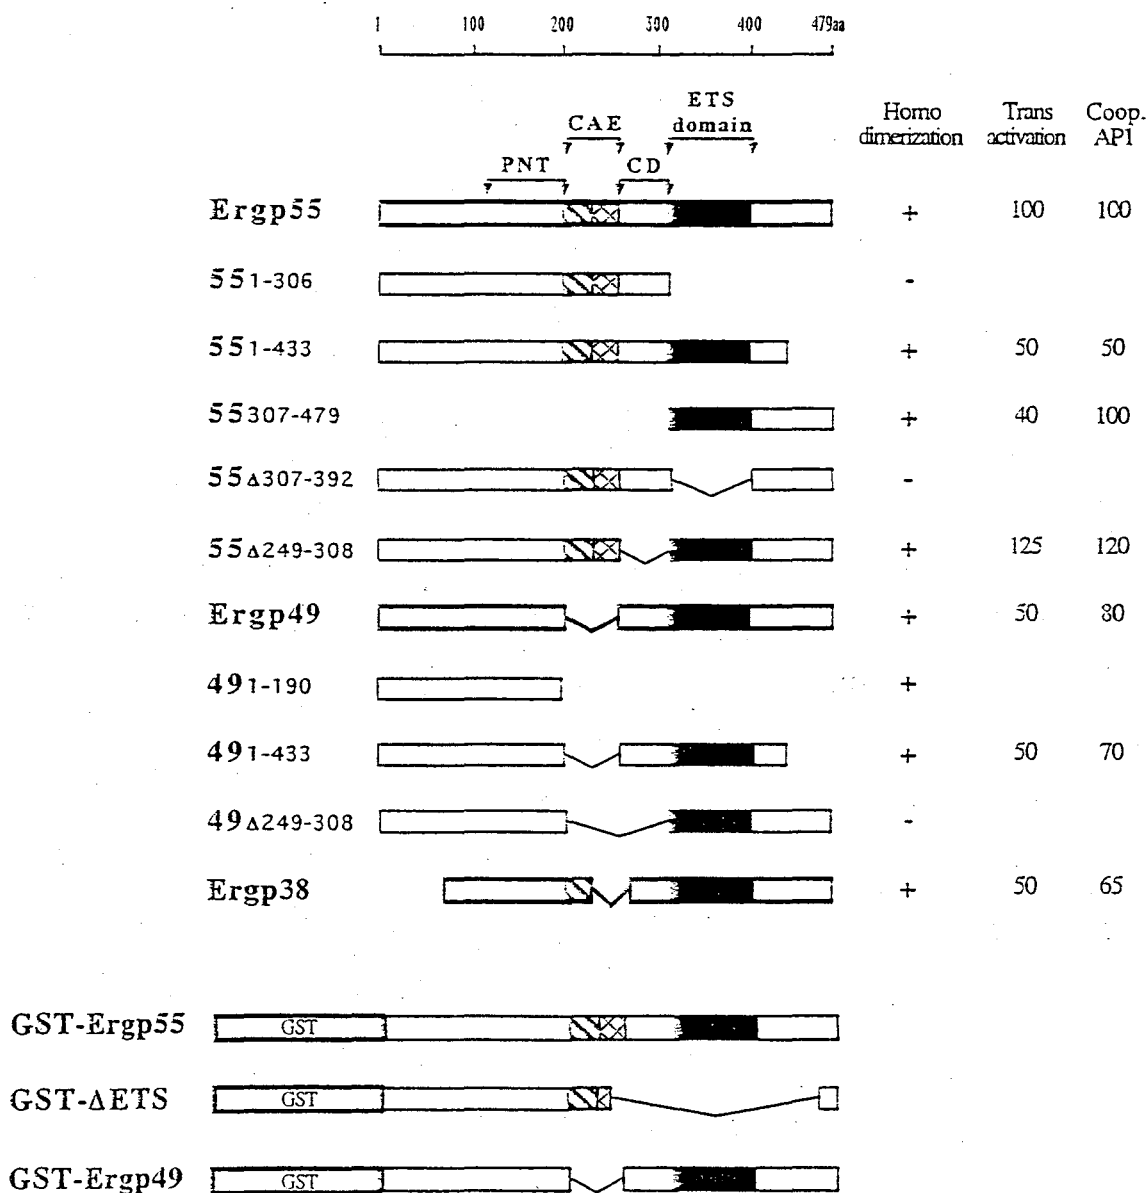 1 100 200 300 400 479aa
Homo dimerization Trans activation Coop. AP1
ETS domain
CAE
PNT CD
Ergp55 + 100 100
551-306 -
551-433 + 50 50
55307-479 + 40 100
55Δ307-392 -
55Δ249-308 + 125 120
Ergp49 + 50 80
491-190 +
491-433 + 50 70
49Δ249-308 -
Ergp38 + 50 65
GST-Ergp55 GST
GST-ΔETS GST
GST-Ergp49 GST